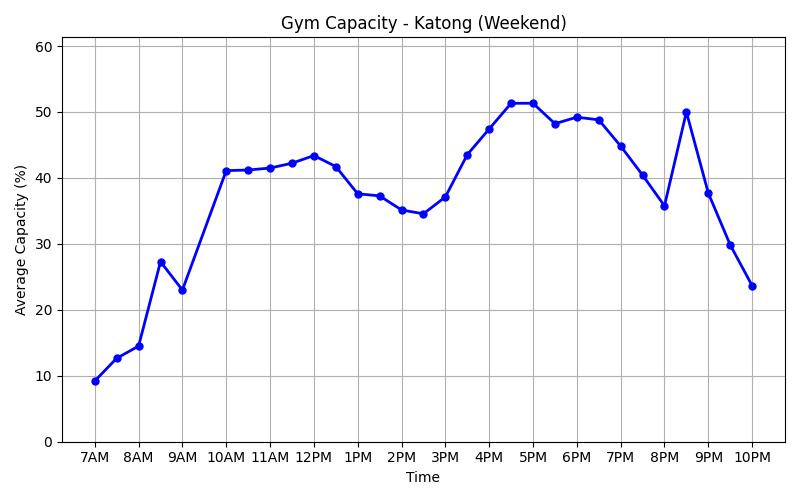 Gym Capacity - Katong (Weekend)
60
50
40
30
20
10
0
Average Capacity (%)
7AM 8AM 9AM 10AM 11AM 12PM 1PM 2PM 3PM 4PM 5PM 6PM 7PM 8PM 9PM 10PM
Time